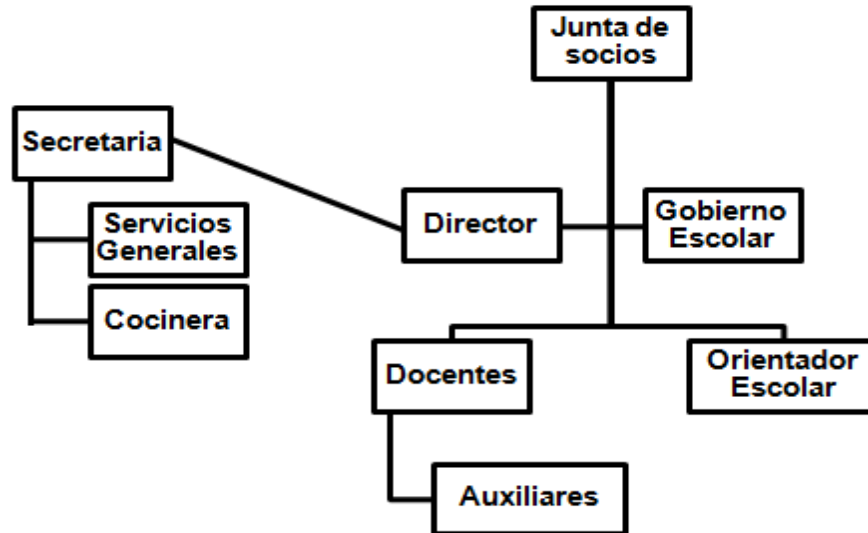 Junta de
socios
Secretaria
Servicios
Generales
Cocinera
Director
Gobierno
Escolar
Docentes
Orientador
Escolar
Auxiliares